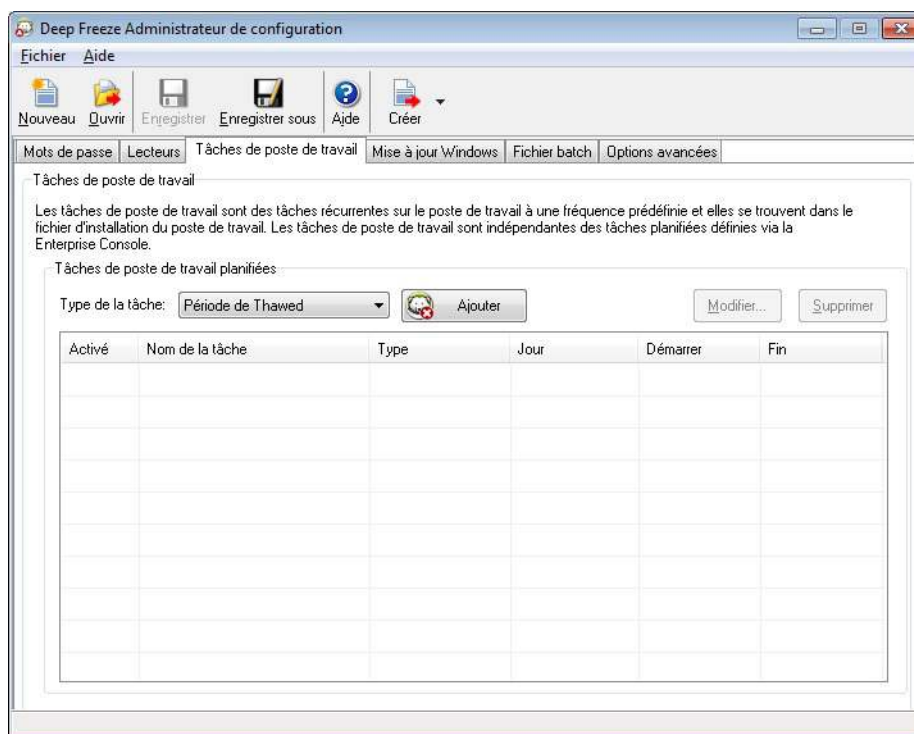 Deep Freeze Administrateur de configuration
Fichier Aide
Nouveau Ouvrir Enregistrer Enregistrer sous Aide Créer
Mots de passe Lecteurs Tâches de poste de travail Mise à jour Windows Fichier batch Options avancées
Tâches de poste de travail
Les tâches de poste de travail sont des tâches récurrentes sur le poste de travail à une fréquence prédéfinie et elles se trouvent dans le
fichier d'installation du poste de travail. Les tâches de poste de travail sont indépendantes des tâches planifiées définies via la
Enterprise Console.
Tâches de poste de travail planifiées
Type de la tâche: Période de Thawed Ajouter Modifier... Supprimer
Activé Nom de la tâche Type Jour Démarrer Fin